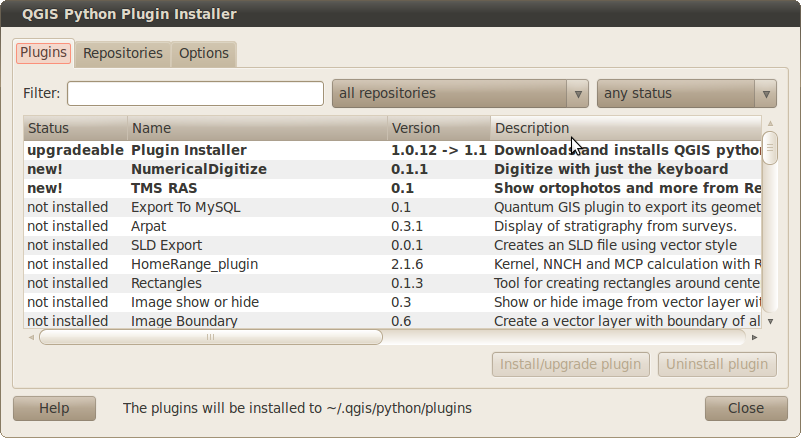 QGIS Python Plugin Installer
Plugins Repositories Options
Filter: all repositories any status
Status Name Version Description
upgradeable Plugin Installer 1.0.12 -> 1.1 Downloads and installs QGIS python
new! NumericalDigitize 0.1.1 Digitize with just the keyboard
new! TMS RAS 0.1 Show ortophotos and more from Re
not installed Export To MySQL 0.1 Quantum GIS plugin to export its geomet
not installed Arpat 0.3.1 Display of stratigraphy from surveys.
not installed SLD Export 0.0.1 Creates an SLD file using vector style
not installed HomeRange_plugin 2.1.6 Kernel, NNCH and MCP calculation with R
not installed Rectangles 0.1.3 Tool for creating rectangles around cente
not installed Image show or hide 0.3 Show or hide image from vector layer wit
not installed Image Boundary 0.6 Create a vector layer with boundary of al
Install/upgrade plugin Uninstall plugin
Help The plugins will be installed to ~/.qgis/python/plugins Close